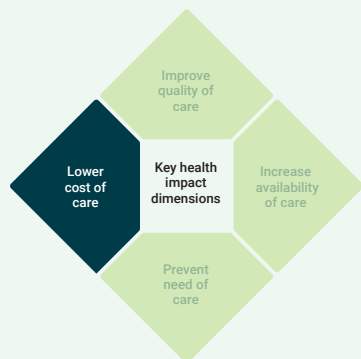 Improve
quality of
care
Lower
cost of
care
Key health
impact
dimensions
Increase
availability
of care
Prevent
need of
care